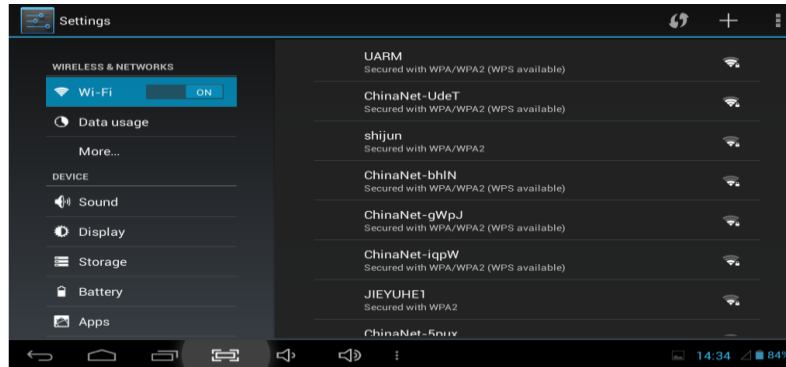 Settings
WIRELESS & NETWORKS
Wi-Fi ON
Data usage
More...
DEVICE
Sound
Display
Storage
Battery
Apps
UARM
Secured with WPA/WPA2 (WPS available)
ChinaNet-UdeT
Secured with WPA/WPA2 (WPS available)
shijun
Secured with WPA/WPA2
ChinaNet-bhlN
Secured with WPA/WPA2 (WPS available)
ChinaNet-gWpJ
Secured with WPA/WPA2 (WPS available)
ChinaNet-iqpW
Secured with WPA/WPA2 (WPS available)
JIEYUHE1
Secured with WPA2
14:34 84%